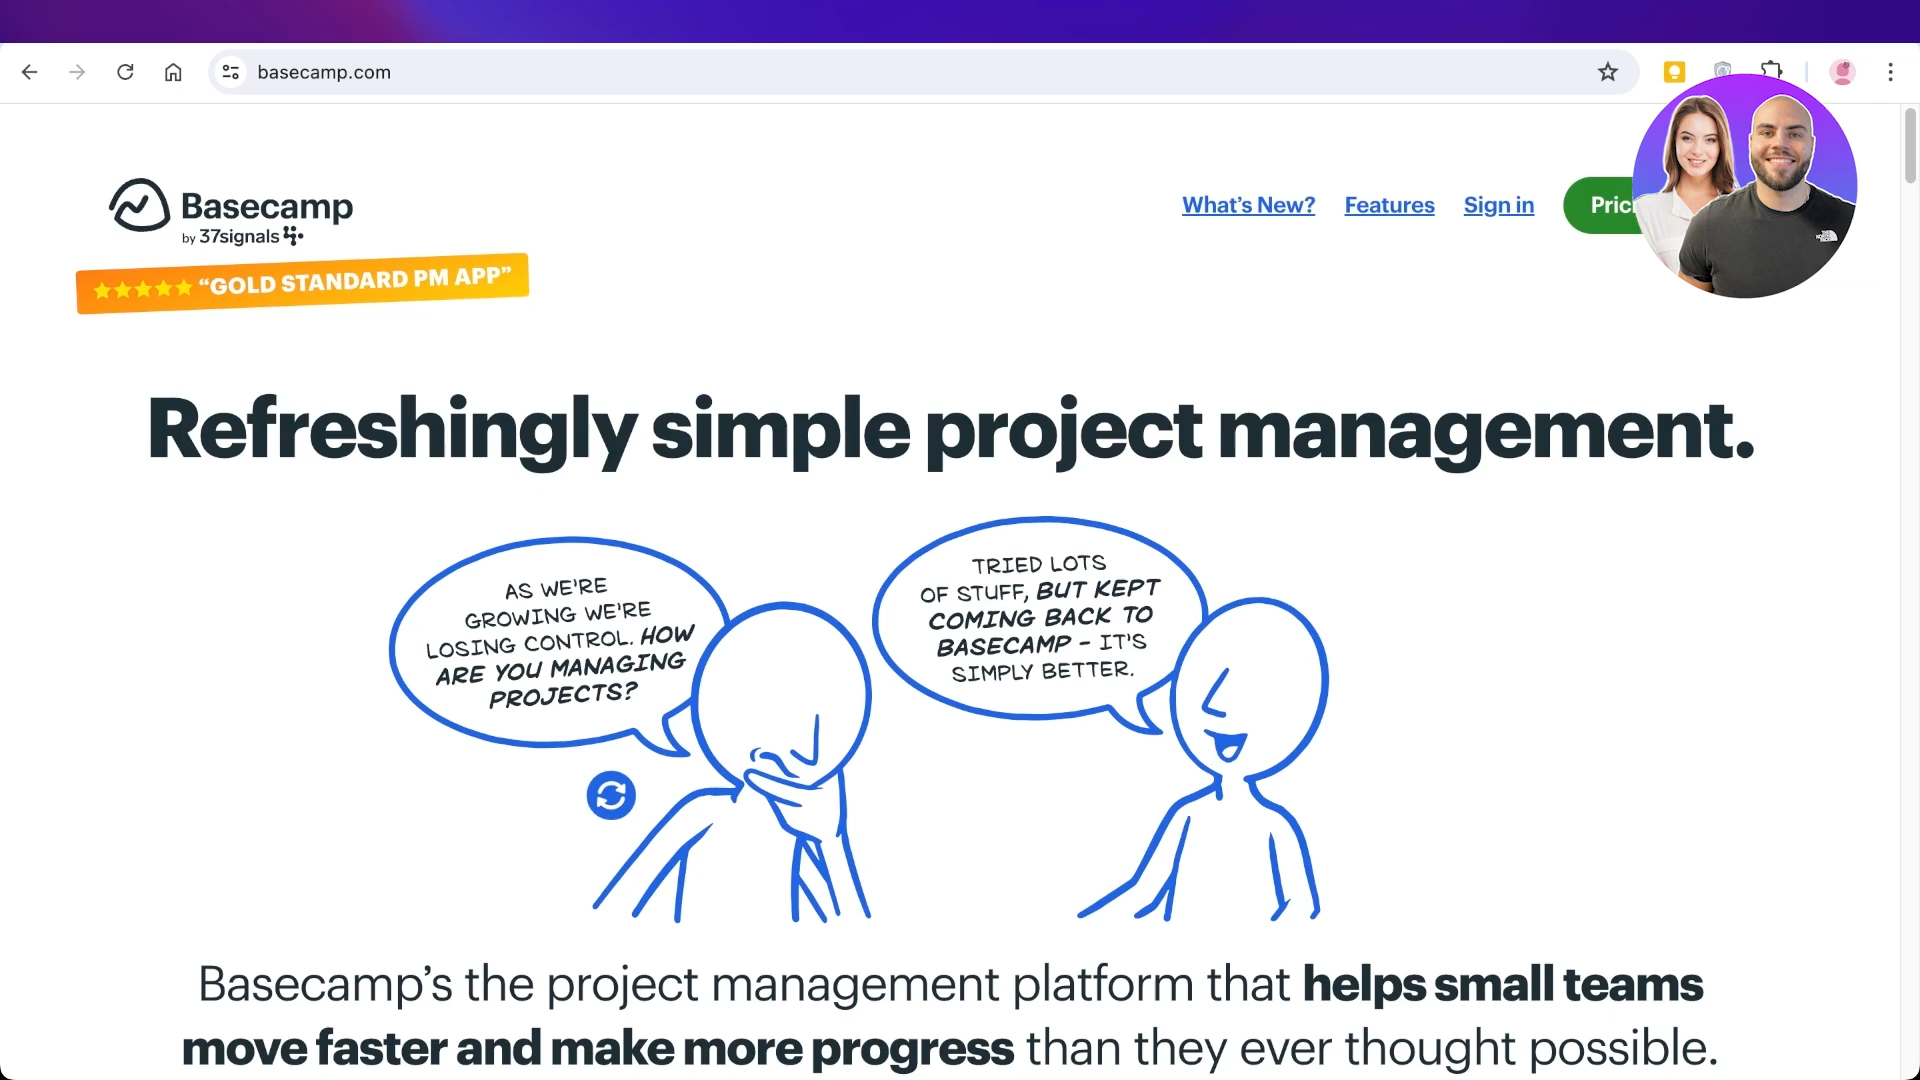 basecamp.com
Basecamp
by 37signals
"GOLD STANDARD PM APP"
What's New? Features Sign in
Refreshingly simple project management.
AS WE'RE
GROWING WE'RE
LOSING CONTROL. HOW
ARE YOU MANAGING
PROJECTS?
TRIED LOTS
OF STUFF, BUT KEPT
COMING BACK TO
BASECAMP – IT'S
SIMPLY BETTER.
Basecamp's the project management platform that helps small teams
move faster and make more progress than they ever thought possible.